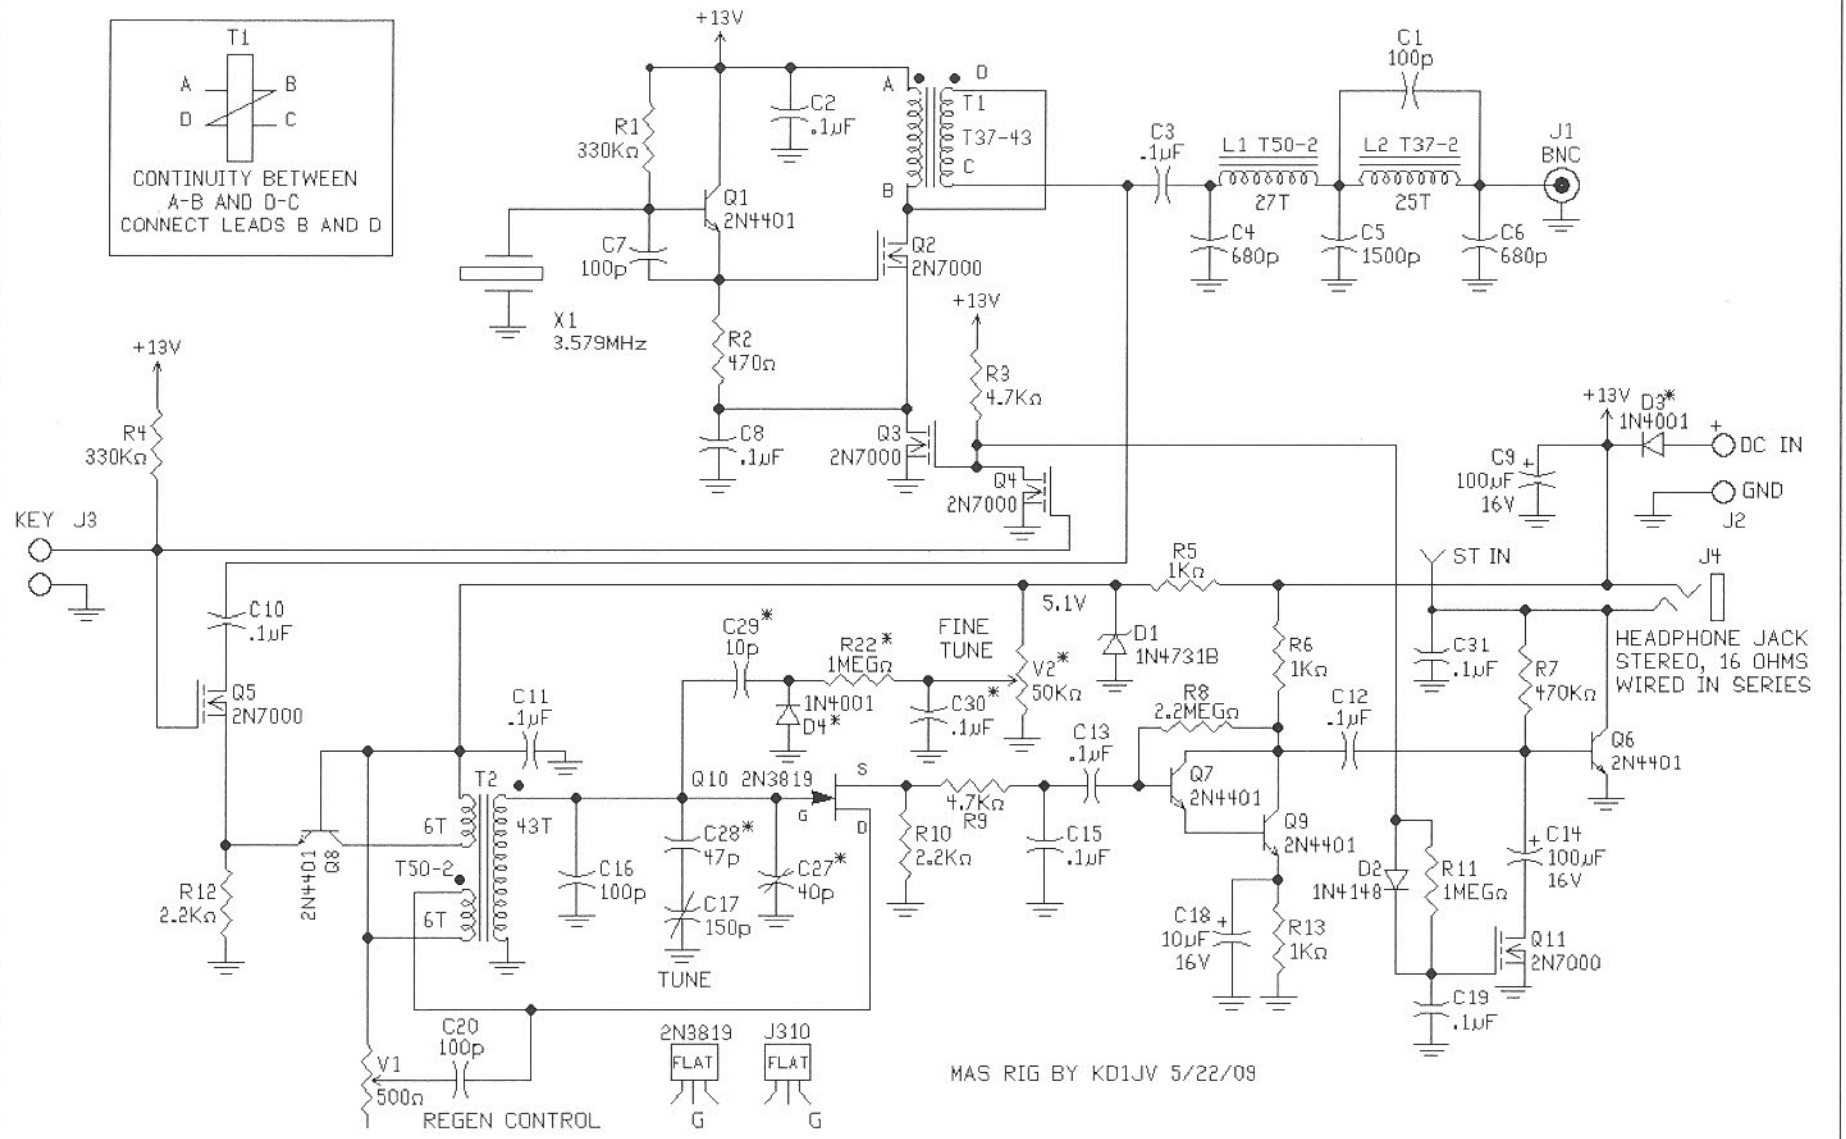 T1
A
B
D
C
CONTINUITY BETWEEN
A-B AND D-C
CONNECT LEADS B AND D
+13V
R1
330KΩ
C2
.1µF
A
D
T1
T37-43
C
B
Q1
2N4401
C7
100p
X1
3.579MHz
R2
470Ω
C8
.1µF
Q2
2N7000
C3
.1µF
L1 T50-2
27T
C1
100p
L2 T37-2
25T
J1
BNC
C4
680p
C5
1500p
C6
680p
+13V
R3
4.7KΩ
Q3
2N7000
Q4
2N7000
+13V
R4
330KΩ
KEY J3
+13V
D3*
1N4001
+
DC IN
C9
+
100µF
16V
GND
J2
ST IN
J4
HEADPHONE JACK
STEREO, 16 OHMS
WIRED IN SERIES
C10
.1µF
Q5
2N7000
C11
.1µF
C29*
10p
R22*
1MEGΩ
FINE
TUNE
1N4001
D4*
C30*
.1µF
V2*
50KΩ
5.1V
D1
1N4731B
R5
1KΩ
R6
1KΩ
R8
2.2MEGΩ
C12
.1µF
C31
.1µF
R7
470KΩ
Q6
2N4401
T2
6T
43T
T50-2
6T
Q10 2N3819
S
G
D
C13
.1µF
Q7
2N4401
4.7KΩ
R9
R10
2.2KΩ
C15
.1µF
Q9
2N4401
R12
2.2KΩ
2N4401
Q8
C16
100p
C28*
47p
C17
150p
C27*
40p
TUNE
C18
+
10µF
16V
R13
1KΩ
D2
1N4148
R11
1MEGΩ
+
C14
100µF
16V
Q11
2N7000
C19
.1µF
C20
100p
V1
500Ω
REGEN CONTROL
2N3819
FLAT
G
J310
FLAT
G
MAS RIG BY KD1JV 5/22/09